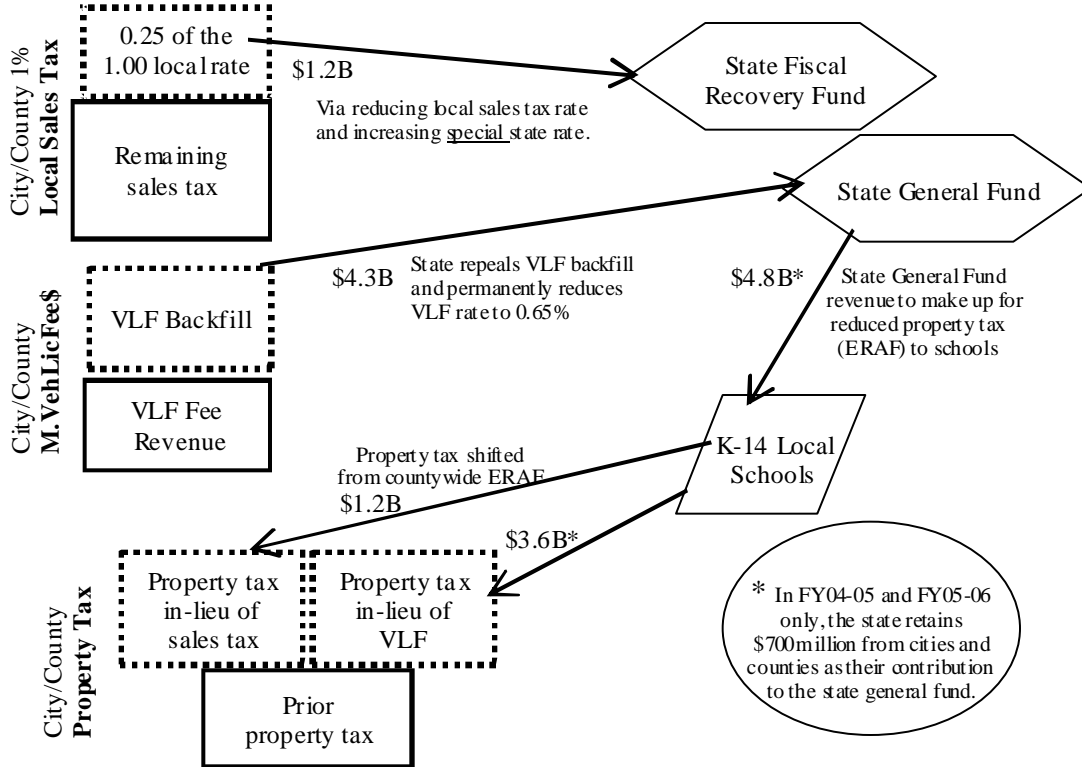 City/County 1%
Local Sales Tax
0.25 of the
1.00 local rate
$1.2B
State Fiscal
Recovery Fund
Via reducing local sales tax rate
and increasing special state rate.
Remaining
sales tax
State General Fund
City/County
M.VehLicFee$
VLF Backfill
$4.3B
State repeals VLF backfill
and permanently reduces
VLF rate to 0.65%
$4.8B*
State General Fund
revenue to make up for
reduced property tax
(ERAF) to schools
VLF Fee
Revenue
K-14 Local
Schools
Property tax shifted
from countywide ERAF
$1.2B
$3.6B*
City/County
Property Tax
Property tax
in-lieu of
sales tax
Property tax
in-lieu of
VLF
Prior
property tax
* In FY04-05 and FY05-06
only, the state retains
$700million from cities and
counties as their contribution
to the state general fund.